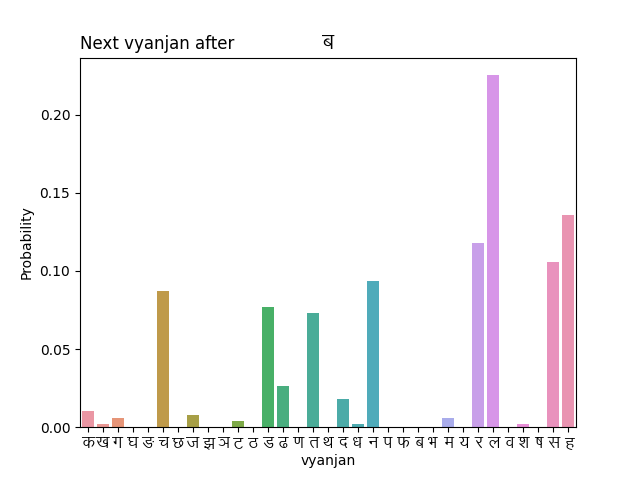 Next vyanjan after ब
0.20
0.15
0.10
0.05
0.00
Probability
क ख ग घ ङ च छ ज झ ञ ट ठ ड ढ ण त थ द ध न प फ ब भ म य र ल व श ष स ह
vyanjan